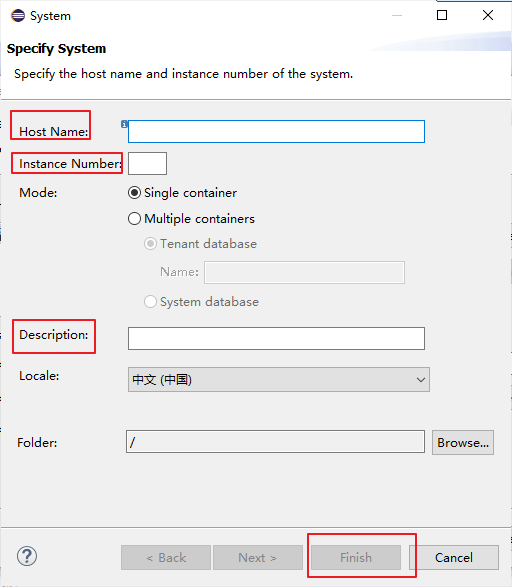 System
Specify System
Specify the host name and instance number of the system.
Host Name:
Instance Number:
Mode:
Single container
Multiple containers
Tenant database
Name:
System database
Description:
Locale:
中文 (中国)
Folder:
/
Browse...
?
< Back
Next >
Finish
Cancel